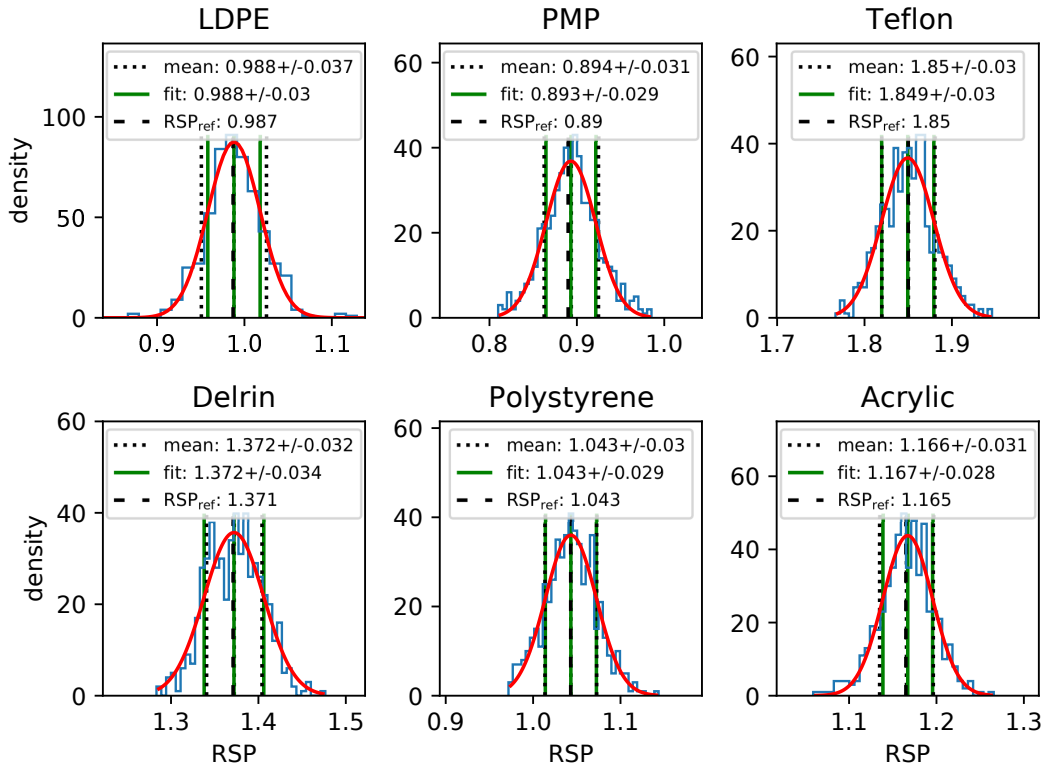 LDPE
PMP
Teflon
mean: 0.988+/-0.037
fit: 0.988+/-0.03
RSPref: 0.987
mean: 0.894+/-0.031
fit: 0.893+/-0.029
RSPref: 0.89
mean: 1.85+/-0.03
fit: 1.849+/-0.03
RSPref: 1.85
density
100
50
0
0.9 1.0 1.1
60
40
20
0
0.8 0.9 1.0
60
40
20
0
1.7 1.8 1.9
Delrin
Polystyrene
Acrylic
mean: 1.372+/-0.032
fit: 1.372+/-0.034
RSPref: 1.371
mean: 1.043+/-0.03
fit: 1.043+/-0.029
RSPref: 1.043
mean: 1.166+/-0.031
fit: 1.167+/-0.028
RSPref: 1.165
density
60
40
20
0
1.3 1.4 1.5
RSP
60
40
20
0
0.9 1.0 1.1
RSP
60
40
20
0
1.1 1.2 1.3
RSP